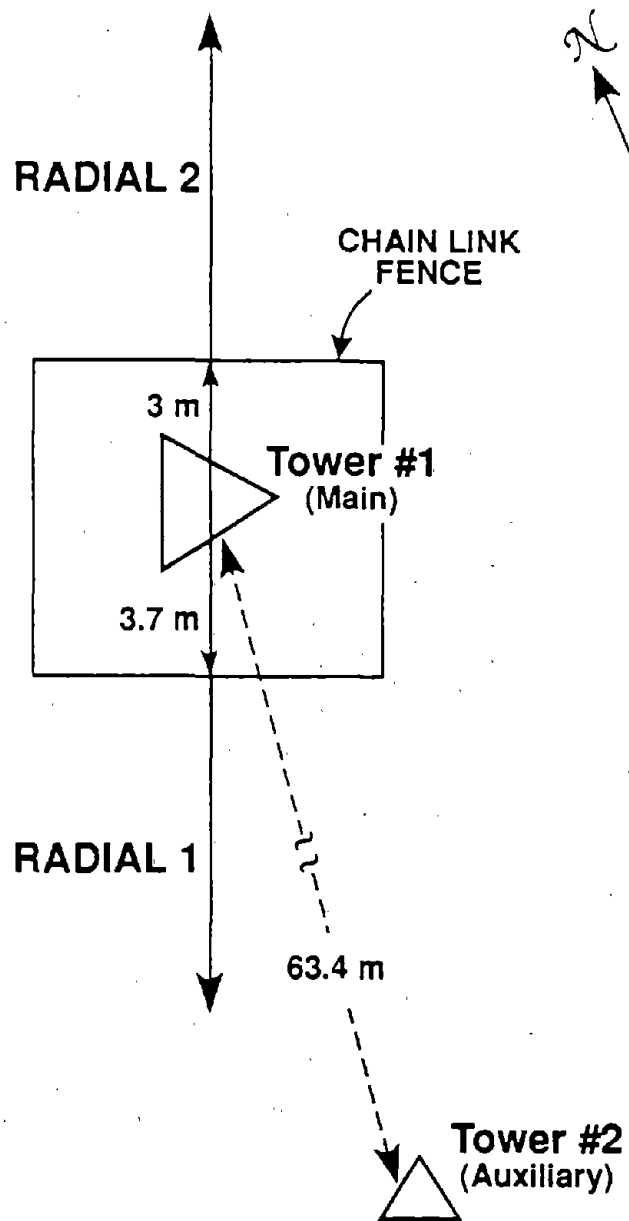 N
RADIAL 2
CHAIN LINK
FENCE
3 m
Tower #1
(Main)
3.7 m
RADIAL 1
63.4 m
Tower #2
(Auxiliary)